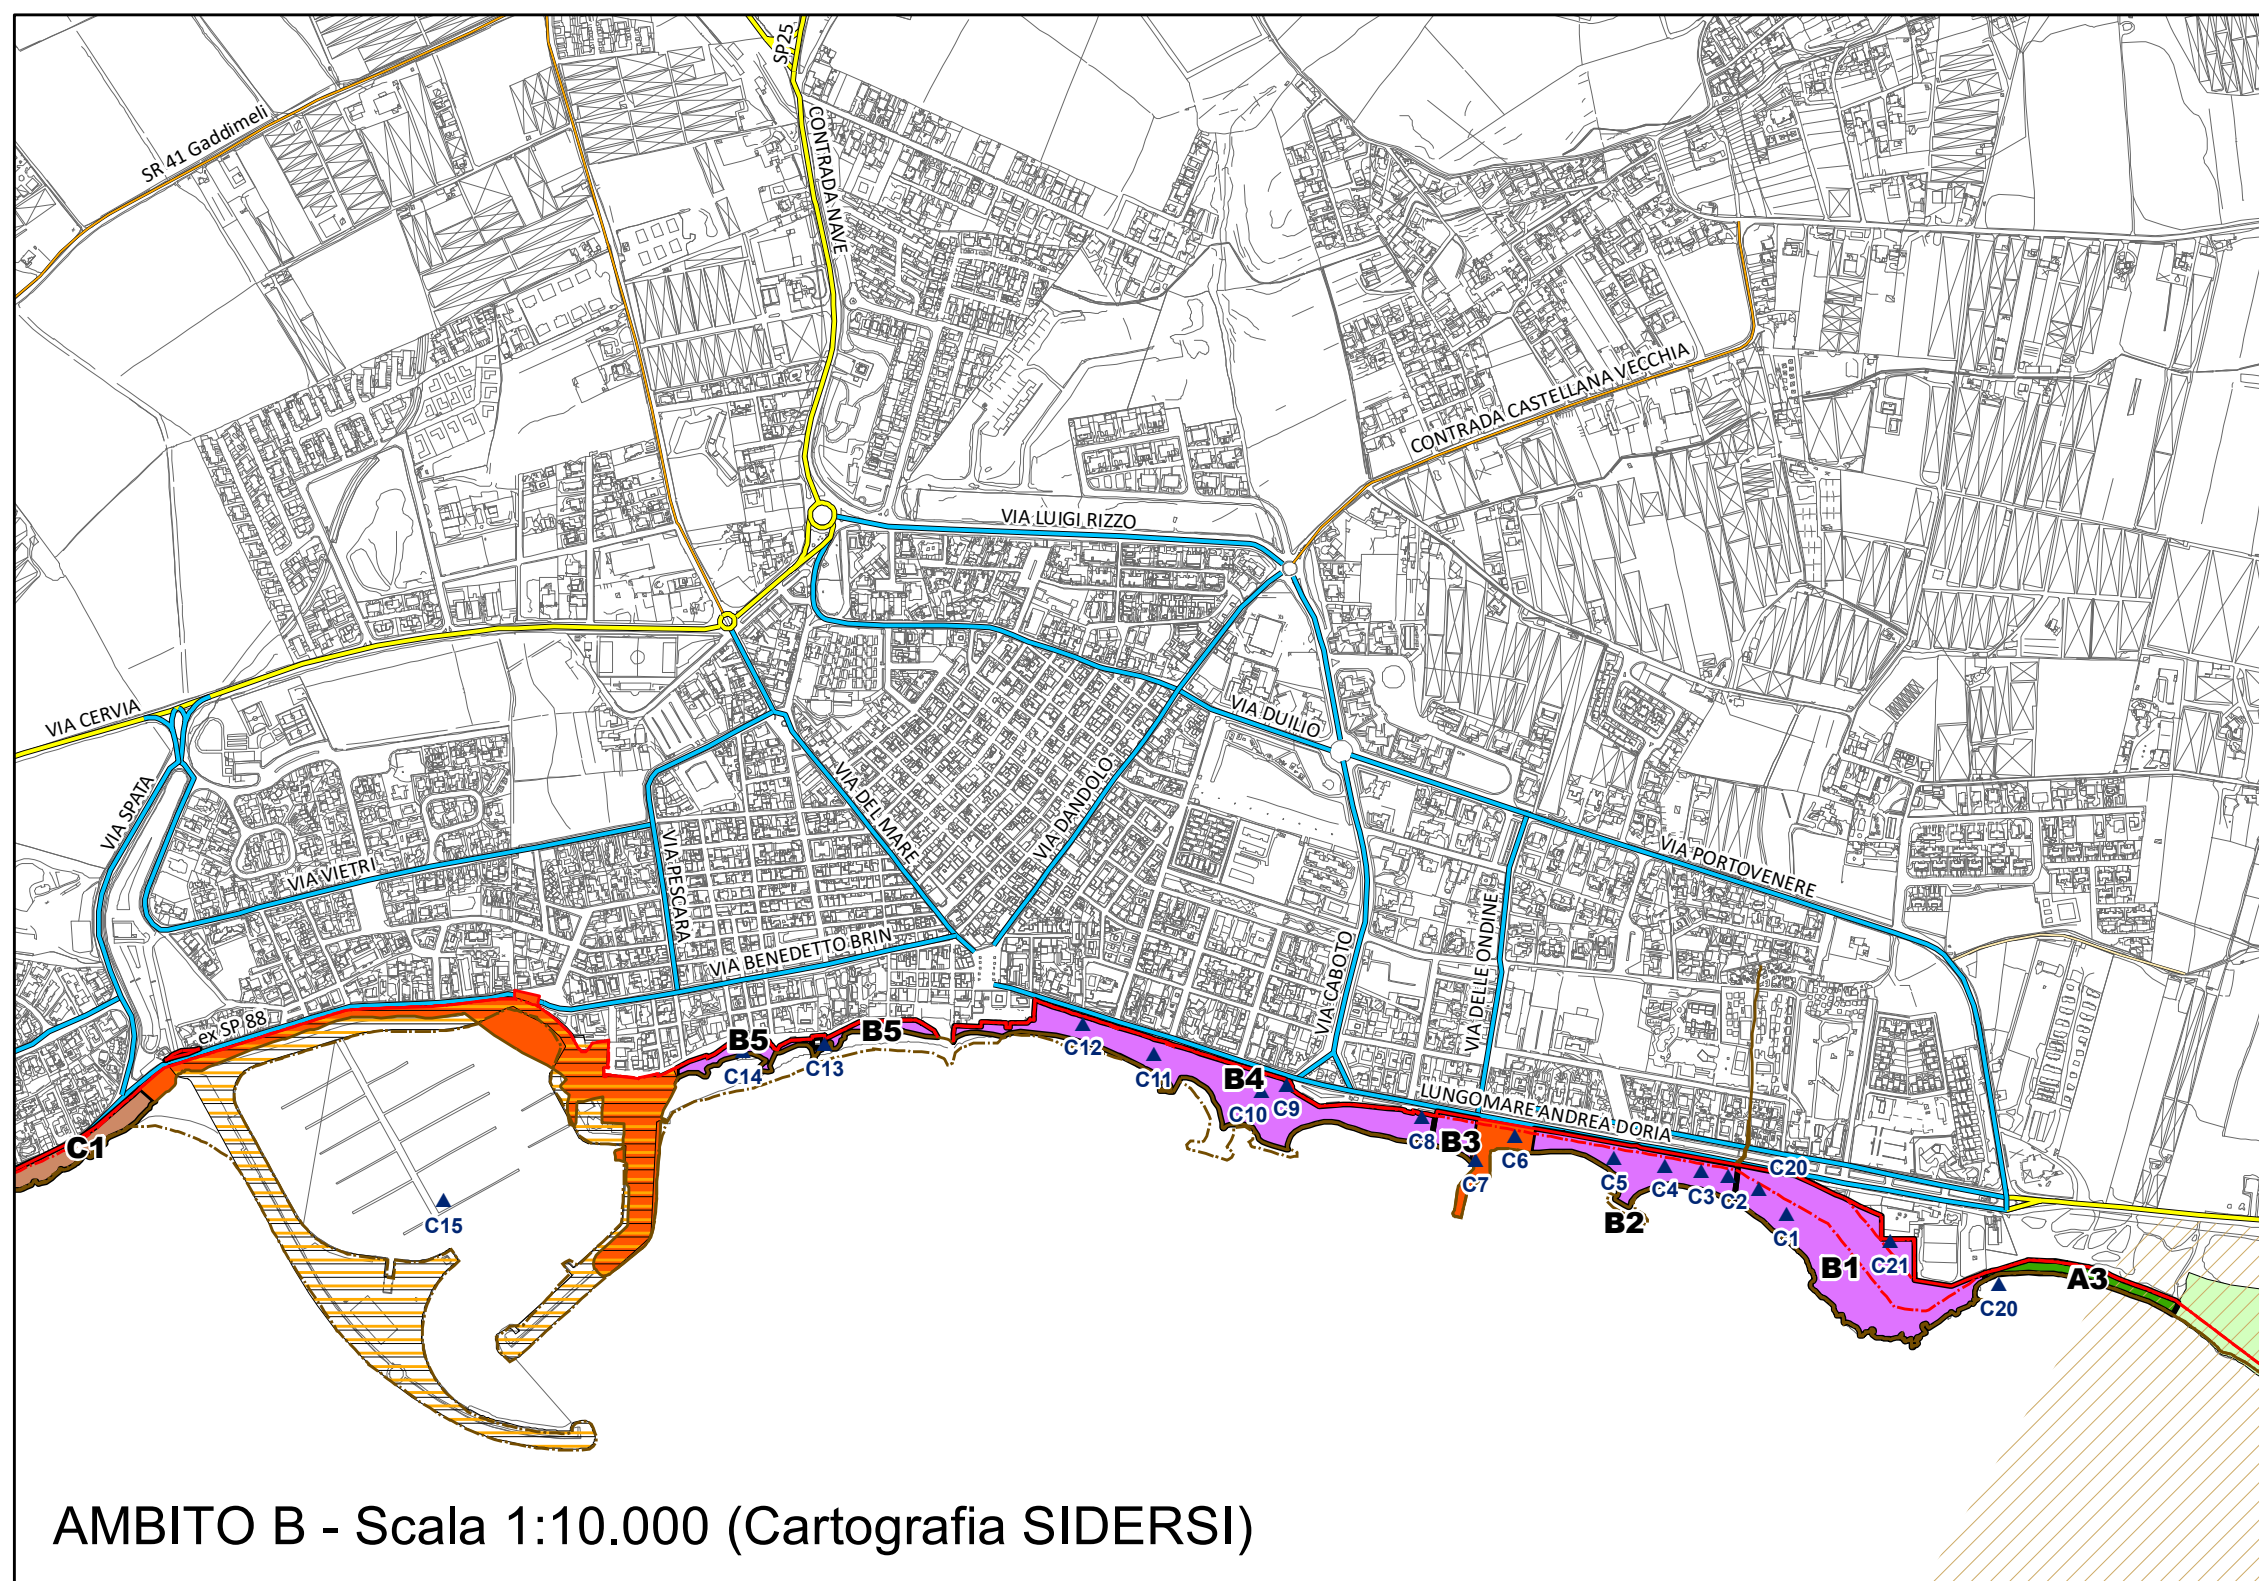 SP25
SR 41 Gaddimeli
CONTRADA NAVE
CONTRADA CASTELLANA VECCHIA
VIA LUIGI RIZZO
VIA CERVIA
VIA DUILIO
VIA SPATA
VIA DEL MARE
VIA DANDOLO
VIA VIETRI
VIA PESCARA
VIA PORTOVENERE
VIA BENEDETTO BRIN
VIA CABOTO
VIA DELLE ONDINE
ex SP 88
LUNGOMARE ANDREA DORIA
B5
B5
C14
C13
C12
C11
B4
C10
C9
C8
B3
C7
C6
C5
C4
C3
C2
C20
C1
B2
B1
C21
C20
A3
C1
C15
AMBITO B - Scala 1:10.000 (Cartografia SIDERSI)